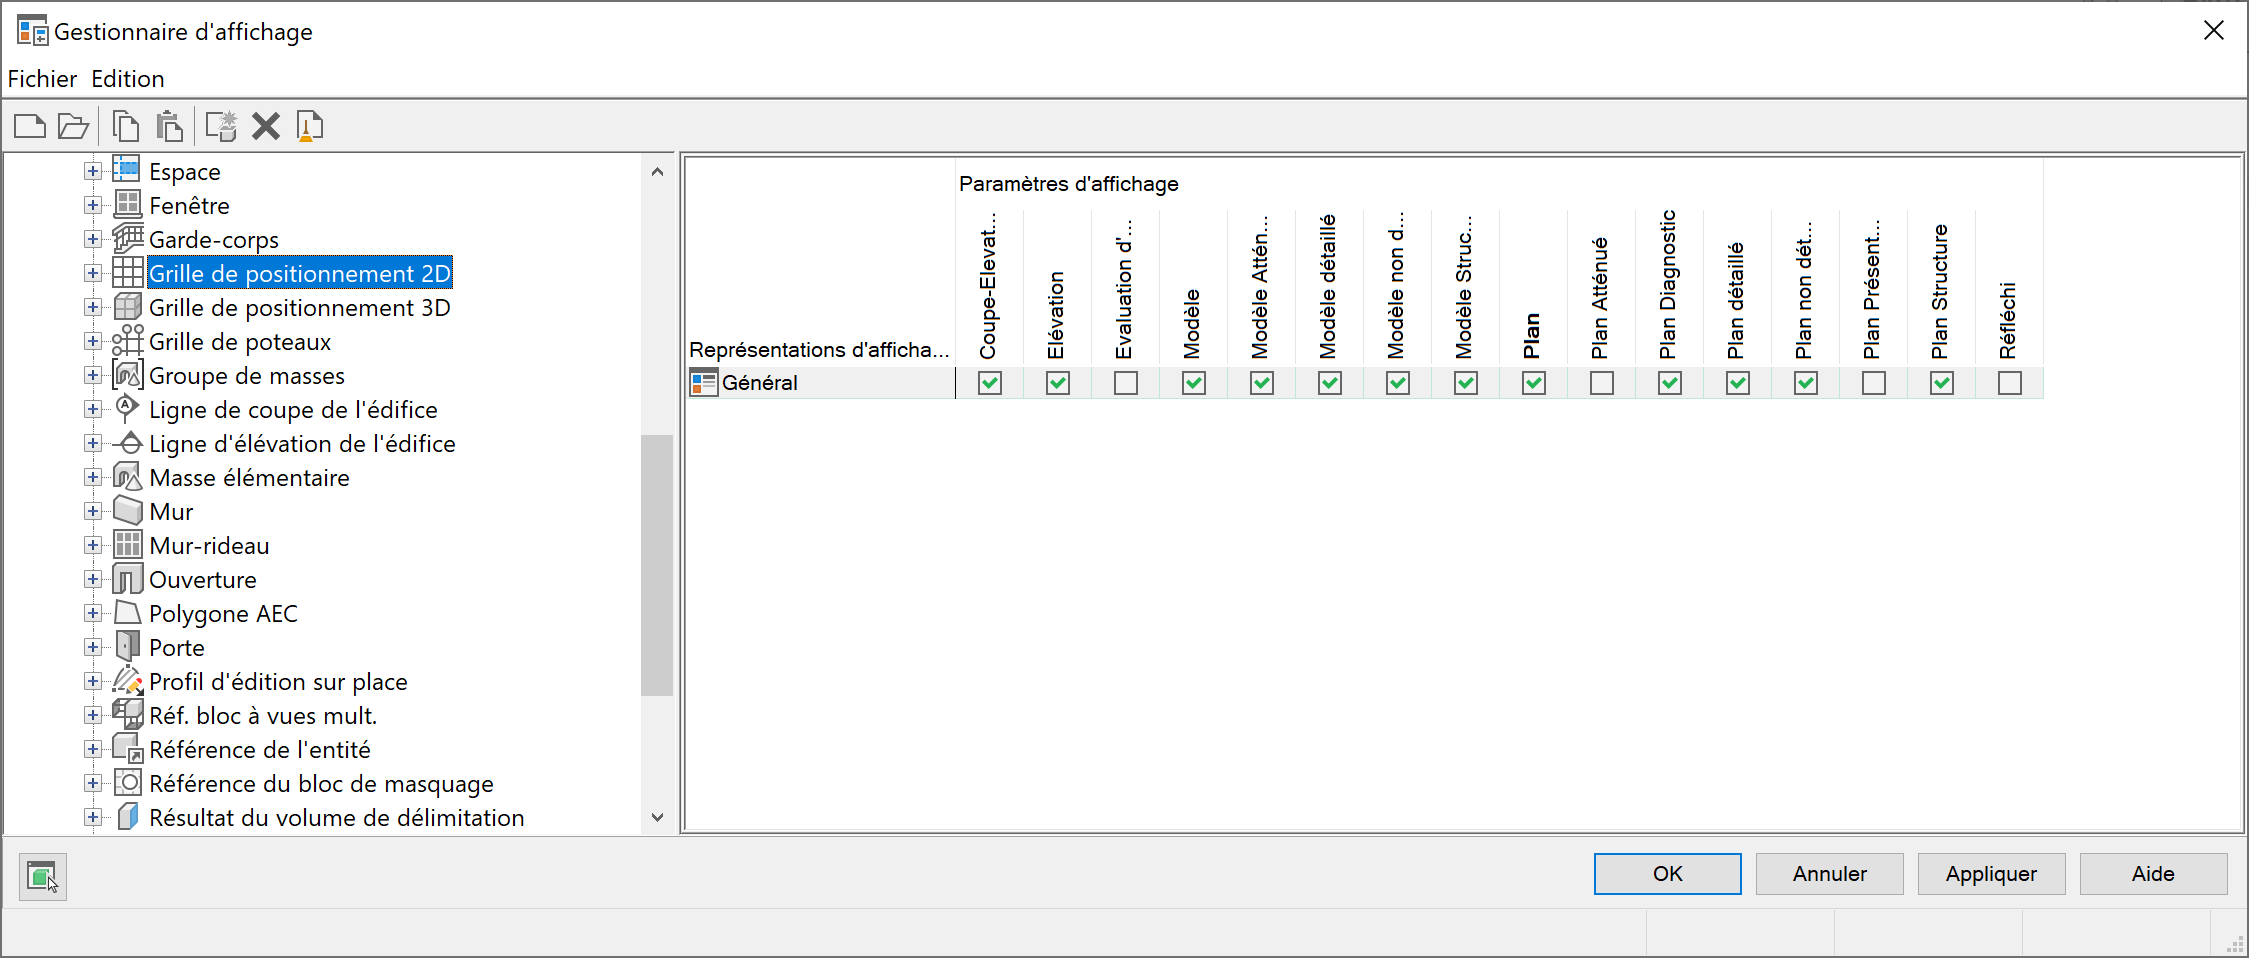 Gestionnaire d'affichage
Fichier Edition
Espace
Fenêtre
Garde-corps
Grille de positionnement 2D
Grille de positionnement 3D
Grille de poteaux
Groupe de masses
Ligne de coupe de l'édifice
Ligne d'élévation de l'édifice
Masse élémentaire
Mur
Mur-rideau
Ouverture
Polygone AEC
Porte
Profil d'édition sur place
Réf. bloc à vues mult.
Référence de l'entité
Référence du bloc de masquage
Résultat du volume de délimitation
Paramètres d'affichage
Représentations d'afficha...
Coupe-Elevat...
Elévation
Evaluation d'...
Modèle
Modèle Attén...
Modèle détaillé
Modèle non d...
Modèle Struc...
Plan
Plan Atténué
Plan Diagnostic
Plan détaillé
Plan non dét...
Plan Présent...
Plan Structure
Réfléchi
Général
OK
Annuler
Appliquer
Aide